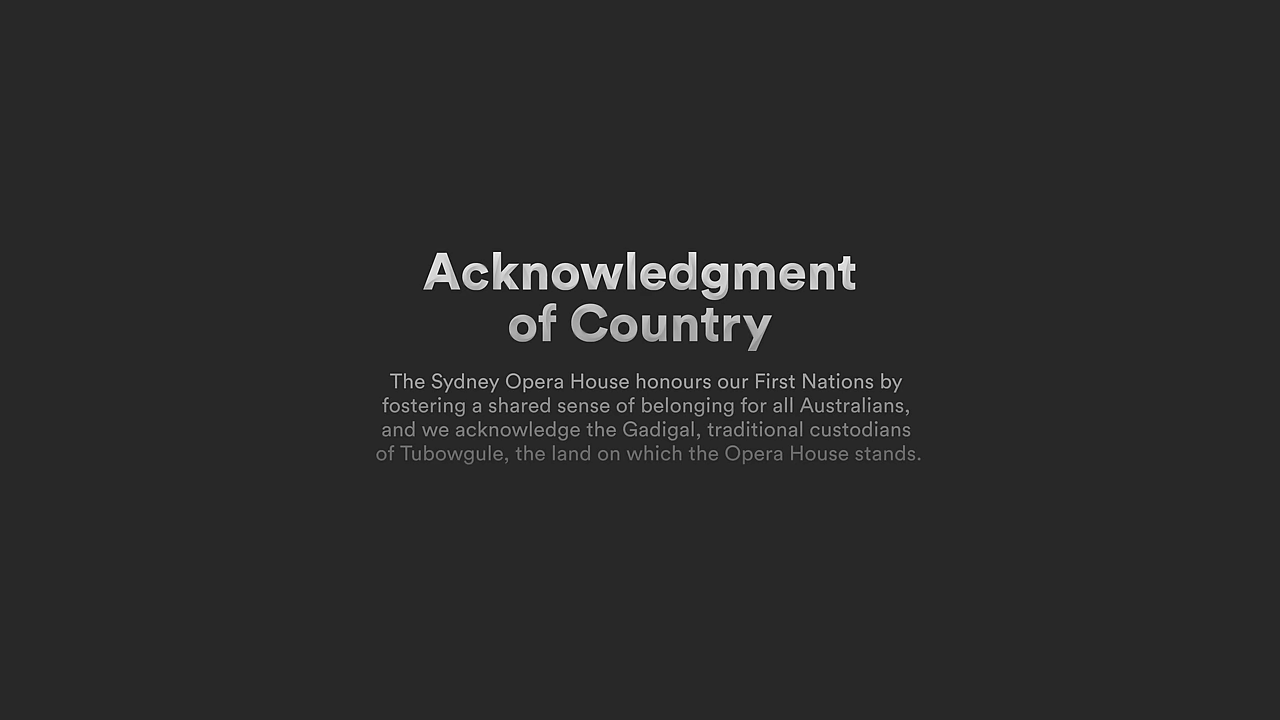 Acknowledgment
of Country
The Sydney Opera House honours our First Nations by
fostering a shared sense of belonging for all Australians,
and we acknowledge the Gadigal, traditional custodians
of Tubowgule, the land on which the Opera House stands.